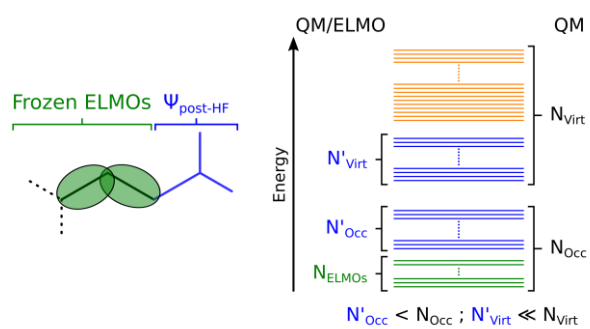 QM/ELMO
QM
Frozen ELMOs
Ψpost-HF
Energy
NVirt
N'Virt
N'Occ
NOcc
NELMOs
N'Occ < NOcc ; N'Virt ≪ NVirt